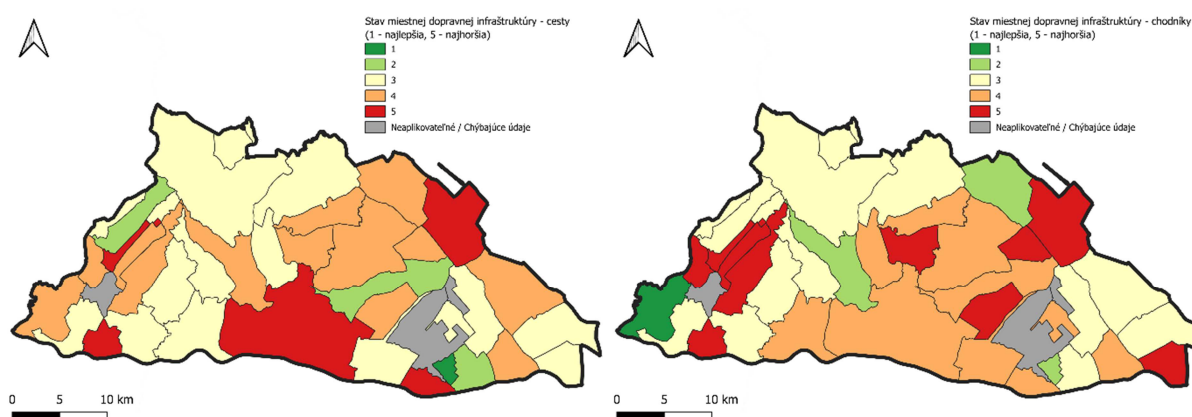 Stav miestnej dopravnej infraštruktúry - cesty
(1 - najlepšia, 5 - najhoršia)
1
2
3
4
5
Neaplikovateľné / Chýbajúce údaje
0 5 10 km
Stav miestnej dopravnej infraštruktúry - chodníky
(1 - najlepšia, 5 - najhoršia)
1
2
3
4
5
Neaplikovateľné / Chýbajúce údaje
0 5 10 km